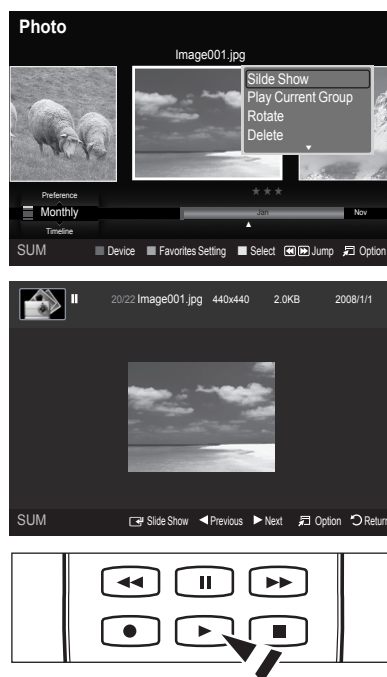 Photo
Image001.jpg
Silde Show
Play Current Group
Rotate
Delete
Preference
Monthly
Jan
Nov
Timeline
SUM Device Favorites Setting Select Jump Option
20/22 Image001.jpg 440x440 2.0KB 2008/1/1
SUM Slide Show Previous Next Option Return